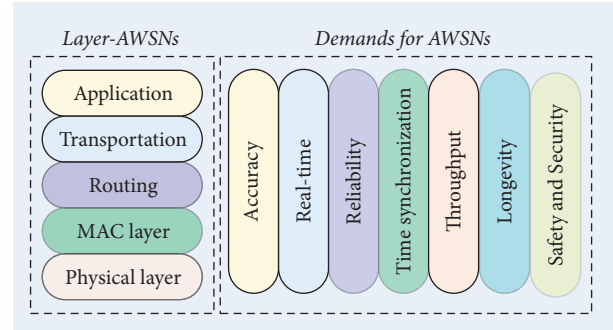 Layer-AWSNs
Application
Transportation
Routing
MAC layer
Physical layer
Demands for AWSNs
Accuracy
Real-time
Reliability
Time synchronization
Throughput
Longevity
Safety and Security